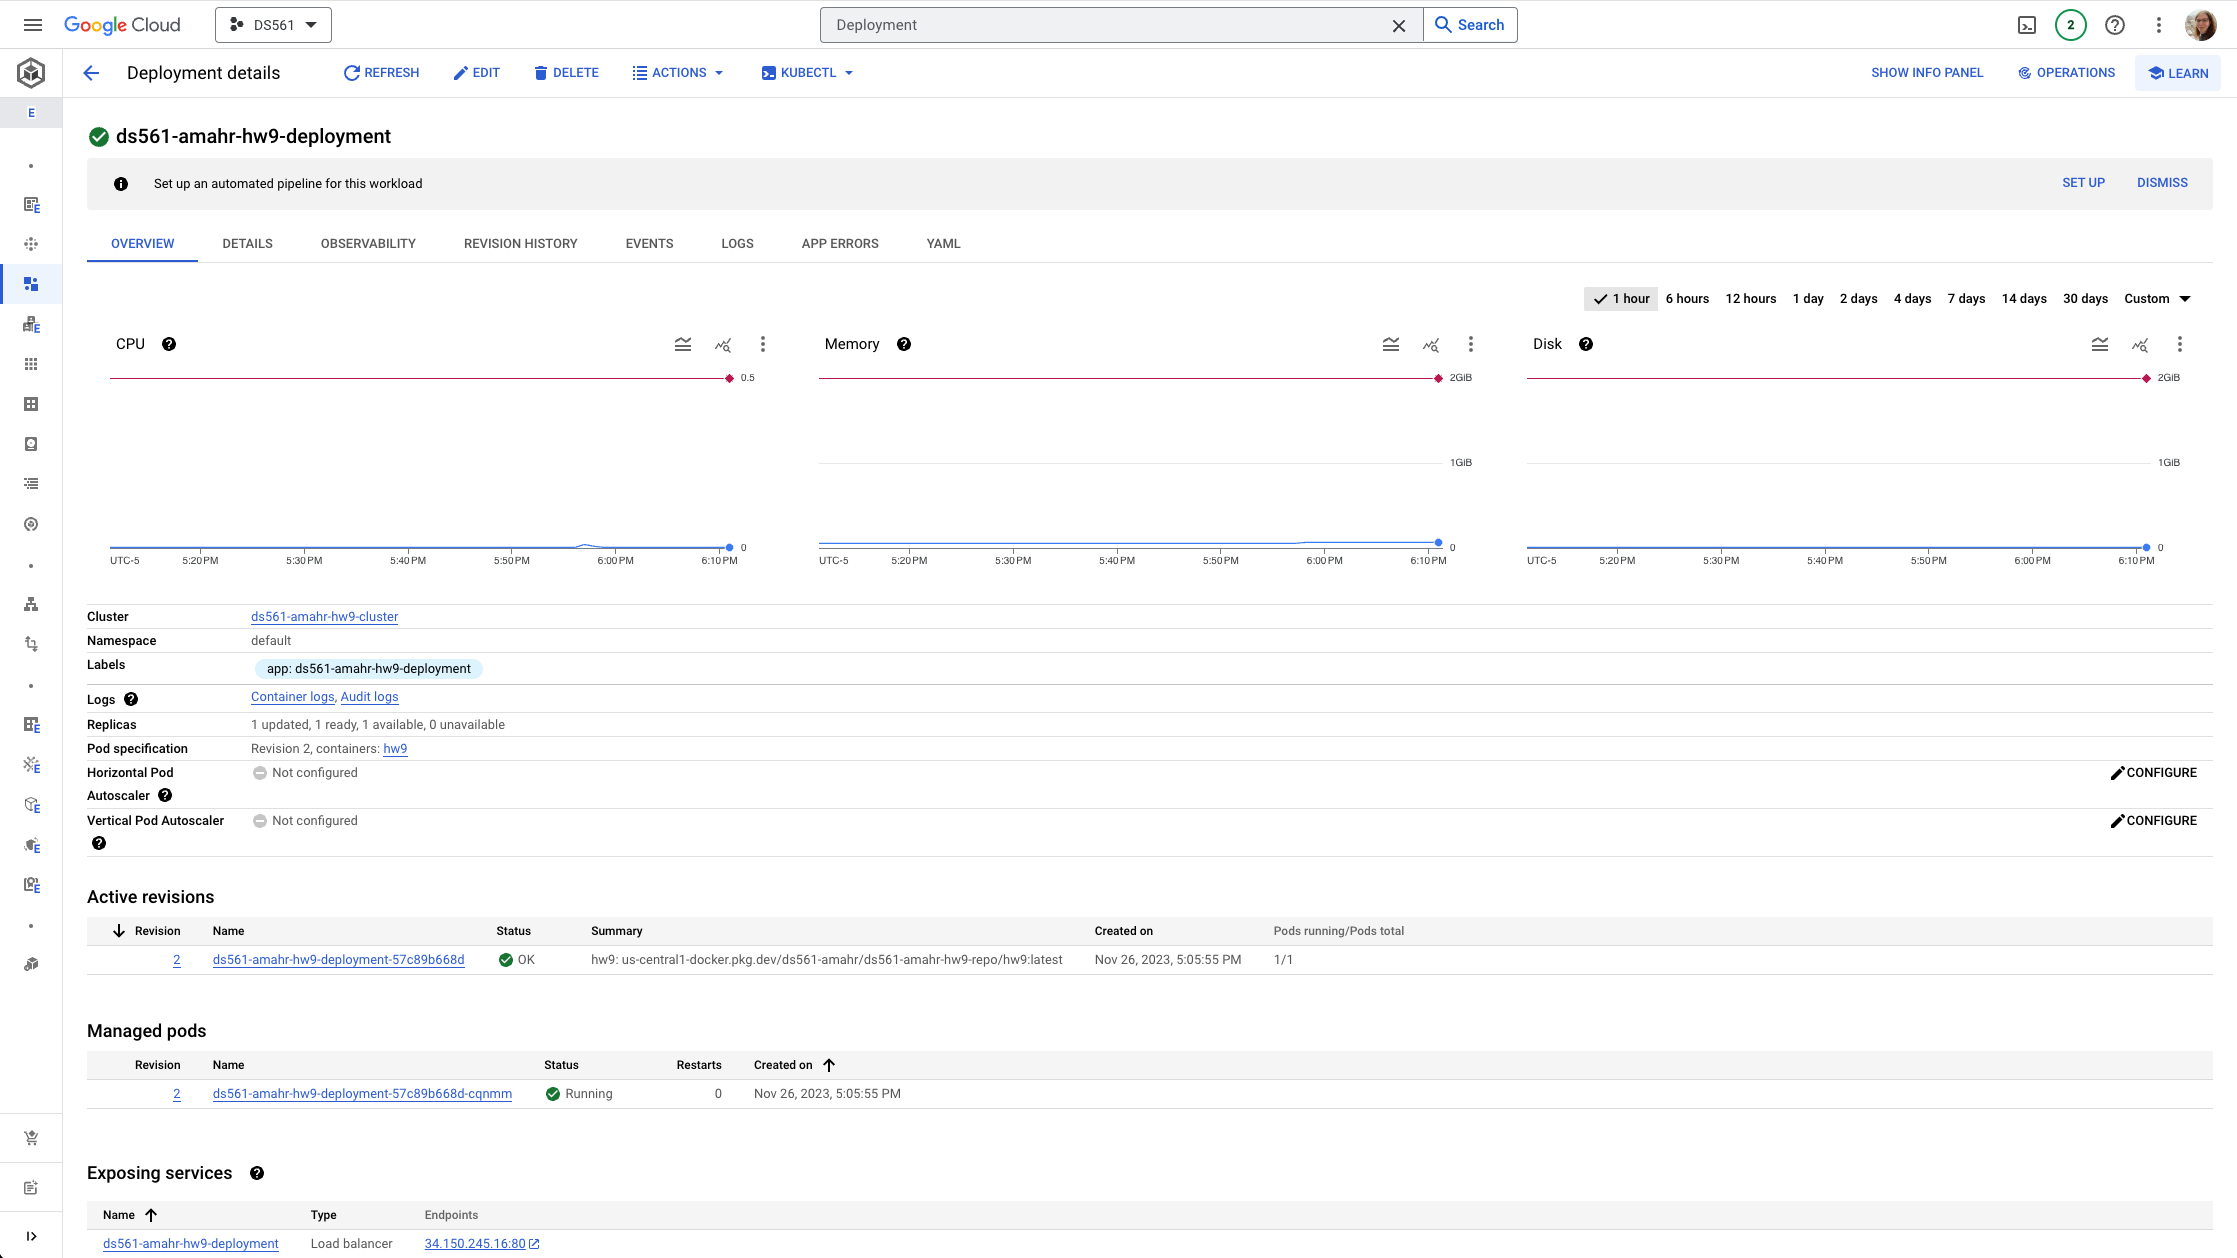 Google Cloud DS561 Deployment Search 2
Deployment details REFRESH EDIT DELETE ACTIONS KUBECTL SHOW INFO PANEL OPERATIONS LEARN
E
ds561-amahr-hw9-deployment
Set up an automated pipeline for this workload SET UP DISMISS
OVERVIEW DETAILS OBSERVABILITY REVISION HISTORY EVENTS LOGS APP ERRORS YAML
1 hour 6 hours 12 hours 1 day 2 days 4 days 7 days 14 days 30 days Custom
CPU
0.5
0
UTC-5 5:20 PM 5:30 PM 5:40 PM 5:50 PM 6:00 PM 6:10 PM
Memory
2GiB
1GiB
0
UTC-5 5:20 PM 5:30 PM 5:40 PM 5:50 PM 6:00 PM 6:10 PM
Disk
2GiB
1GiB
0
UTC-5 5:20 PM 5:30 PM 5:40 PM 5:50 PM 6:00 PM 6:10 PM
Cluster ds561-amahr-hw9-cluster
Namespace default
Labels app: ds561-amahr-hw9-deployment
Logs Container logs, Audit logs
Replicas 1 updated, 1 ready, 1 available, 0 unavailable
Pod specification Revision 2, containers: hw9
Horizontal Pod Not configured CONFIGURE
Autoscaler
Vertical Pod Autoscaler Not configured CONFIGURE
Active revisions
Revision Name Status Summary Created on Pods running/Pods total
2 ds561-amahr-hw9-deployment-57c89b668d OK hw9: us-central1-docker.pkg.dev/ds561-amahr/ds561-amahr-hw9-repo/hw9:latest Nov 26, 2023, 5:05:55 PM 1/1
Managed pods
Revision Name Status Restarts Created on
2 ds561-amahr-hw9-deployment-57c89b668d-cqnmm Running 0 Nov 26, 2023, 5:05:55 PM
Exposing services
Name Type Endpoints
ds561-amahr-hw9-deployment Load balancer 34.150.245.16:80